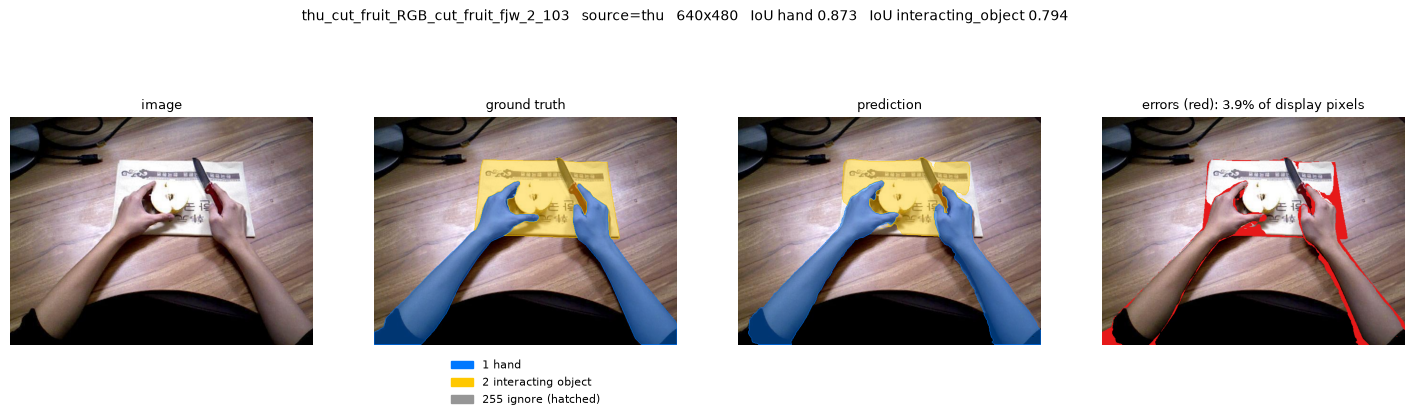 thu_cut_fruit_RGB_cut_fruit_fjw_2_103 source=thu 640x480 IoU hand 0.873 IoU interacting_object 0.794
image
ground truth
prediction
errors (red): 3.9% of display pixels
1 hand
2 interacting object
255 ignore (hatched)